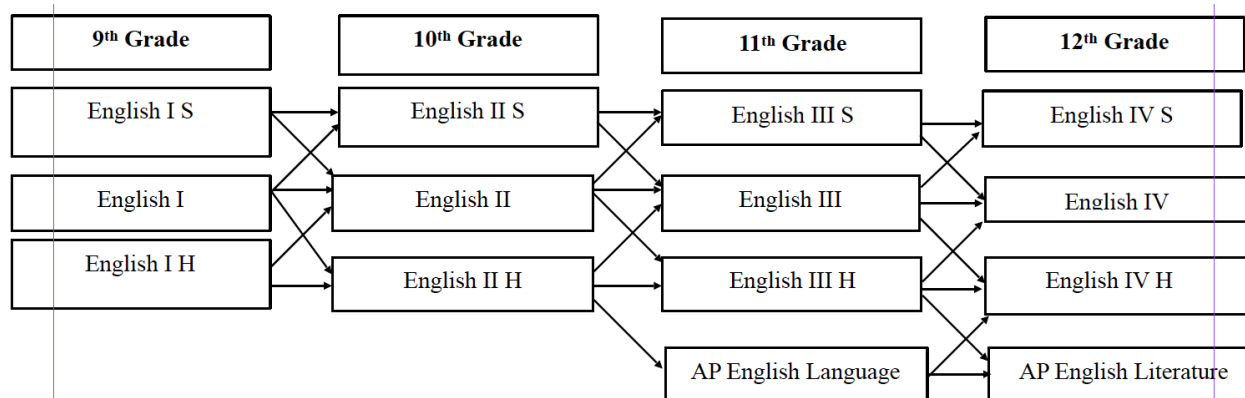 9th Grade
10th Grade
11th Grade
12th Grade
English I S
English II S
English III S
English IV S
English I
English II
English III
English IV
English I H
English II H
English III H
English IV H
AP English Language
AP English Literature